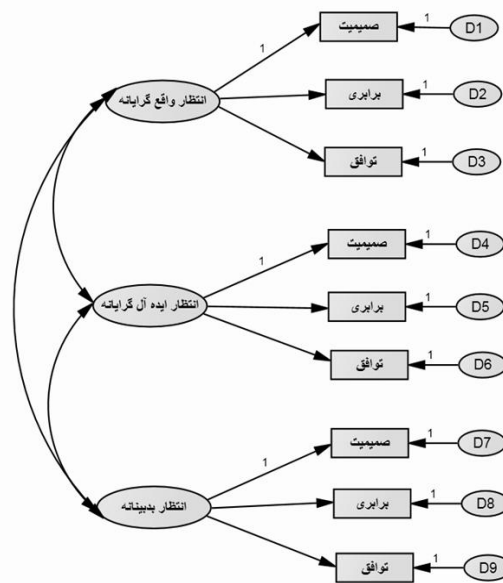 صمیمیت
1
1
D1
انتظار واقع گرایانه
برابری
1
D2
توافق
1
D3
صمیمیت
1
1
D4
انتظار ایده آل گرایانه
برابری
1
D5
توافق
1
D6
صمیمیت
1
1
D7
انتظار بدبینانه
برابری
1
D8
توافق
1
D9